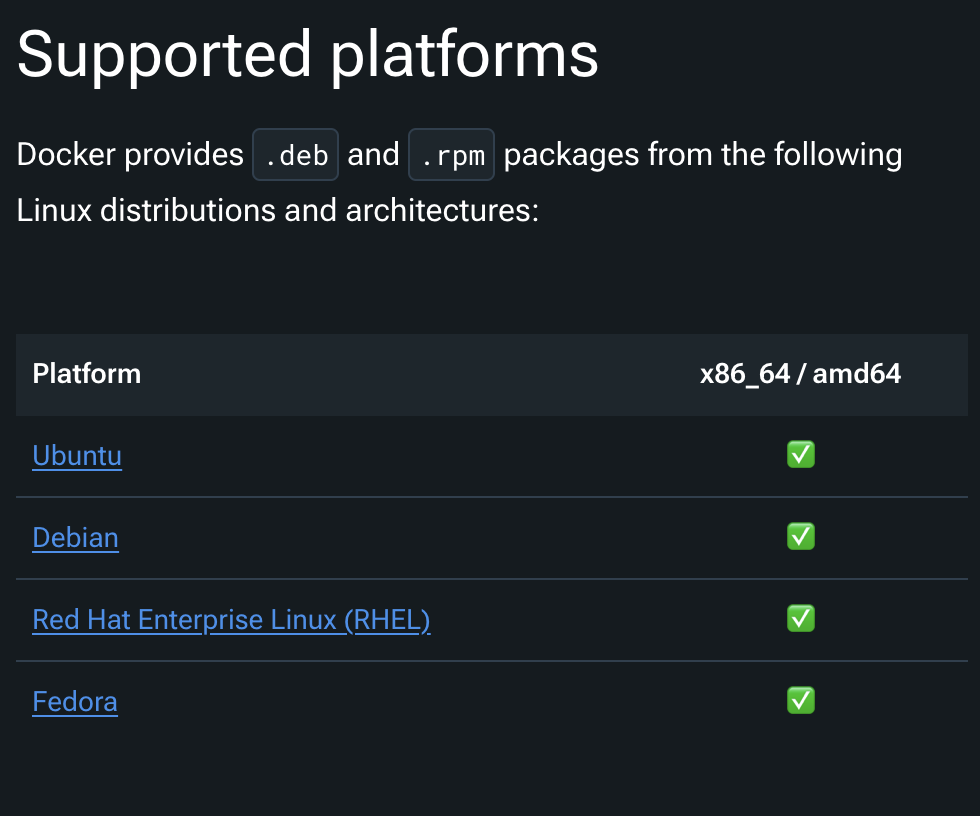 Supported platforms
Docker provides .deb and .rpm packages from the following
Linux distributions and architectures:
Platform x86_64 / amd64
Ubuntu ✅
Debian ✅
Red Hat Enterprise Linux (RHEL) ✅
Fedora ✅